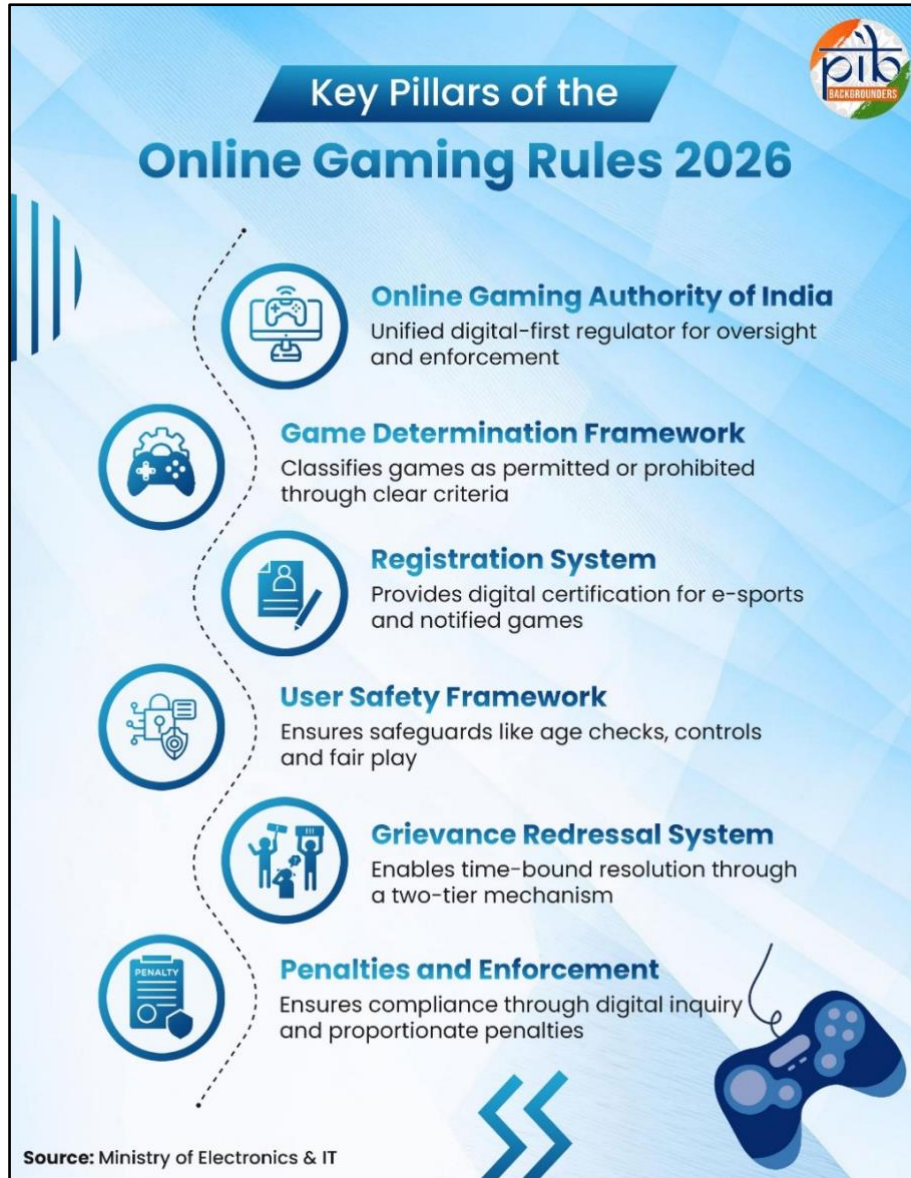 pib
BACKGROUNDERS
Key Pillars of the
Online Gaming Rules 2026
Online Gaming Authority of India
Unified digital-first regulator for oversight
and enforcement
Game Determination Framework
Classifies games as permitted or prohibited
through clear criteria
Registration System
Provides digital certification for e-sports
and notified games
User Safety Framework
Ensures safeguards like age checks, controls
and fair play
Grievance Redressal System
Enables time-bound resolution through
a two-tier mechanism
PENALTY
Penalties and Enforcement
Ensures compliance through digital inquiry
and proportionate penalties
Source: Ministry of Electronics & IT